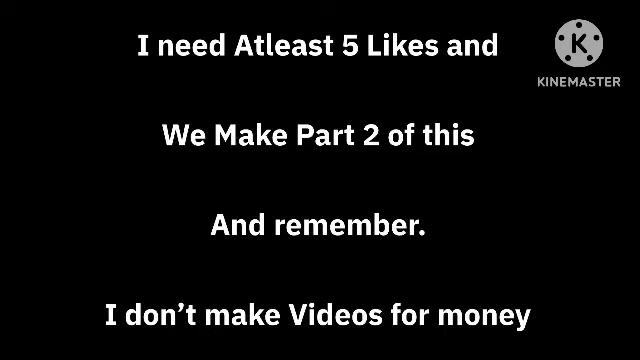 I need Atleast 5 Likes and
K
KINEMASTER
We Make Part 2 of this
And remember.
I don't make Videos for money